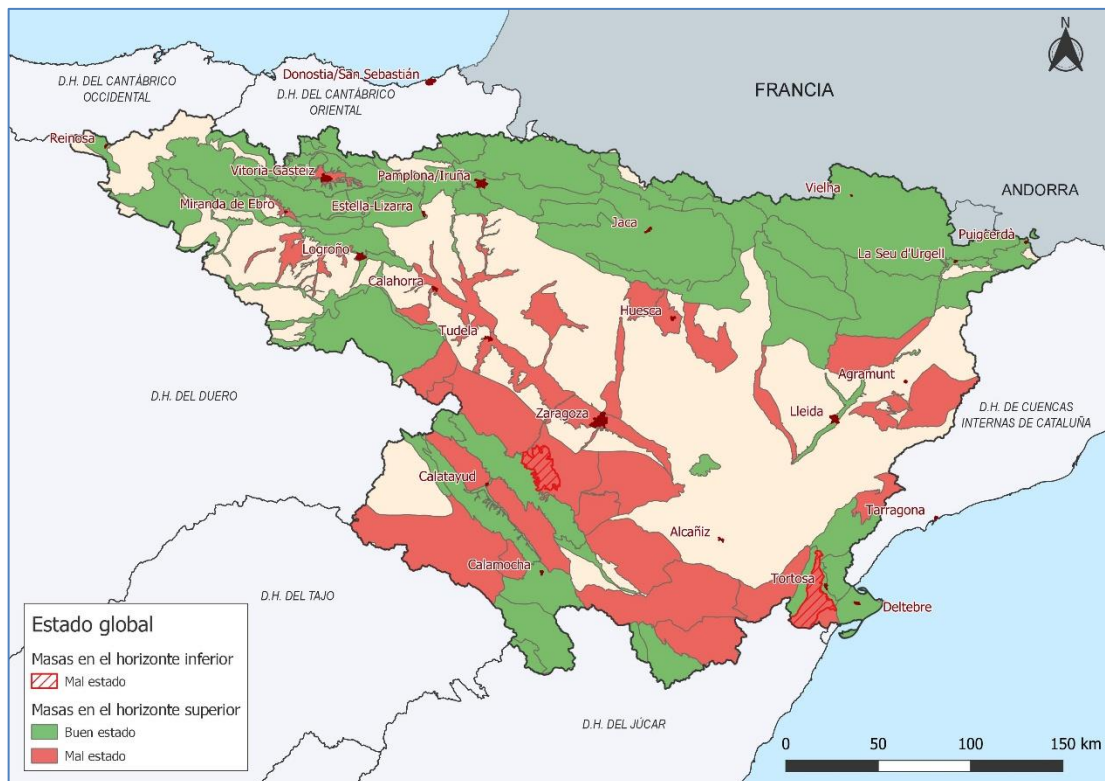 N
D.H. DEL CANTÁBRICO
OCCIDENTAL
Donostia/San Sebastián
D.H. DEL CANTÁBRICO
ORIENTAL
FRANCIA
Reinosa
Vitoria-Gasteiz
Pamplona/Iruña
Vielha
ANDORRA
Miranda de Ebro
Estella-Lizarra
Jaca
Puigcerdà
La Seu d'Urgell
Logroño
Calahorra
Huesca
Tudela
Agramunt
D.H. DEL DUERO
Zaragoza
Lleida
D.H. DE CUENCAS
INTERNAS DE CATALUÑA
Calatayud
Tarragona
Alcañiz
Calamocha
Tortosa
Deltebre
D.H. DEL TAJO
D.H. DEL JÚCAR
Estado global
Masas en el horizonte inferior
Mal estado
Masas en el horizonte superior
Buen estado
Mal estado
0 50 100 150 km